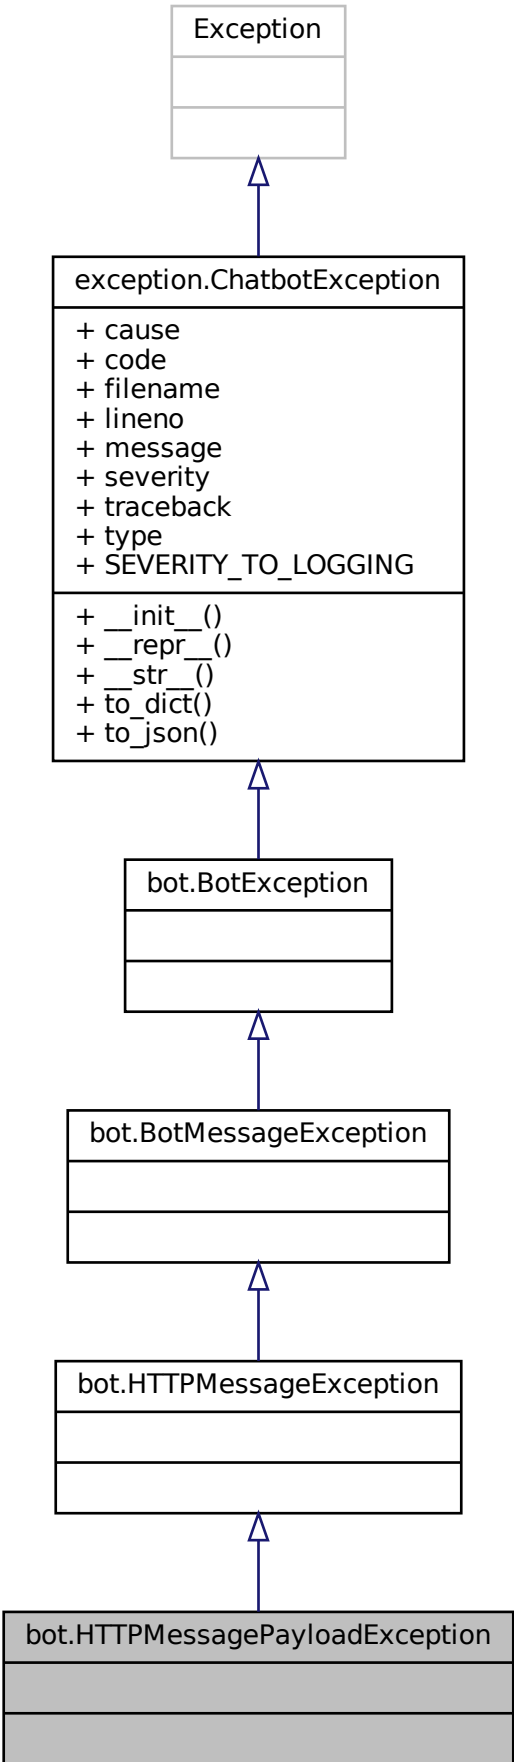 Exception
exception.ChatbotException
+ cause
+ code
+ filename
+ lineno
+ message
+ severity
+ traceback
+ type
+ SEVERITY_TO_LOGGING
+ __init__()
+ __repr__()
+ __str__()
+ to_dict()
+ to_json()
bot.BotException
bot.BotMessageException
bot.HTTPMessageException
bot.HTTPMessagePayloadException